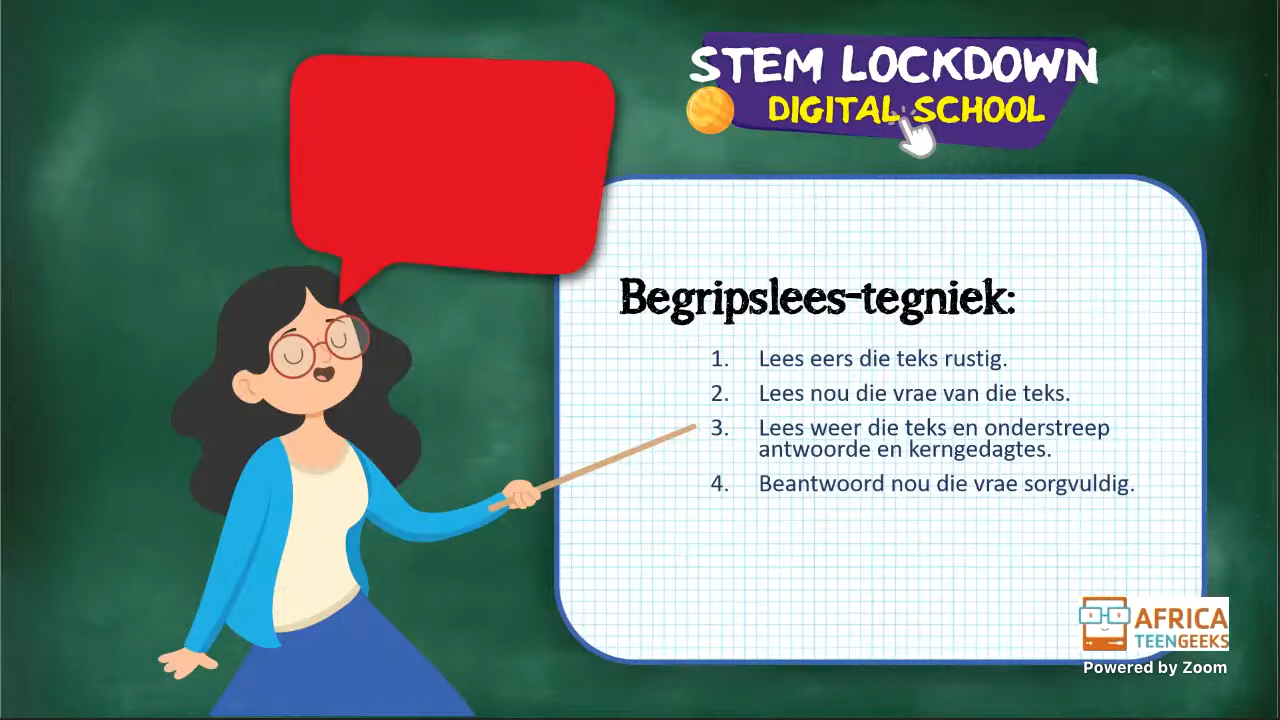 STEM LOCKDOWN
DIGITAL SCHOOL
Begripslees-tegniek:
1. Lees eers die teks rustig.
2. Lees nou die vrae van die teks.
3. Lees weer die teks en onderstreep
antwoorde en kerngedagtes.
4. Beantwoord nou die vrae sorgvuldig.
AFRICA
TEENGEEKS
Powered by Zoom